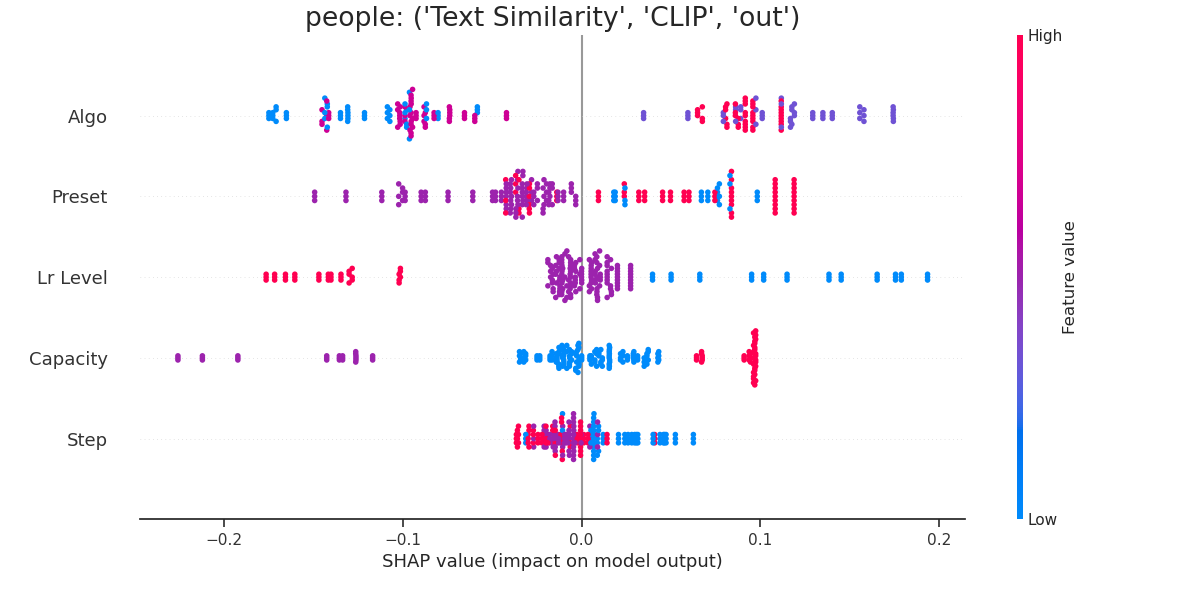 people: ('Text Similarity', 'CLIP', 'out')
High
Algo
Preset
Lr Level
Capacity
Step
Feature value
Low
−0.2
−0.1
0.0
0.1
0.2
SHAP value (impact on model output)